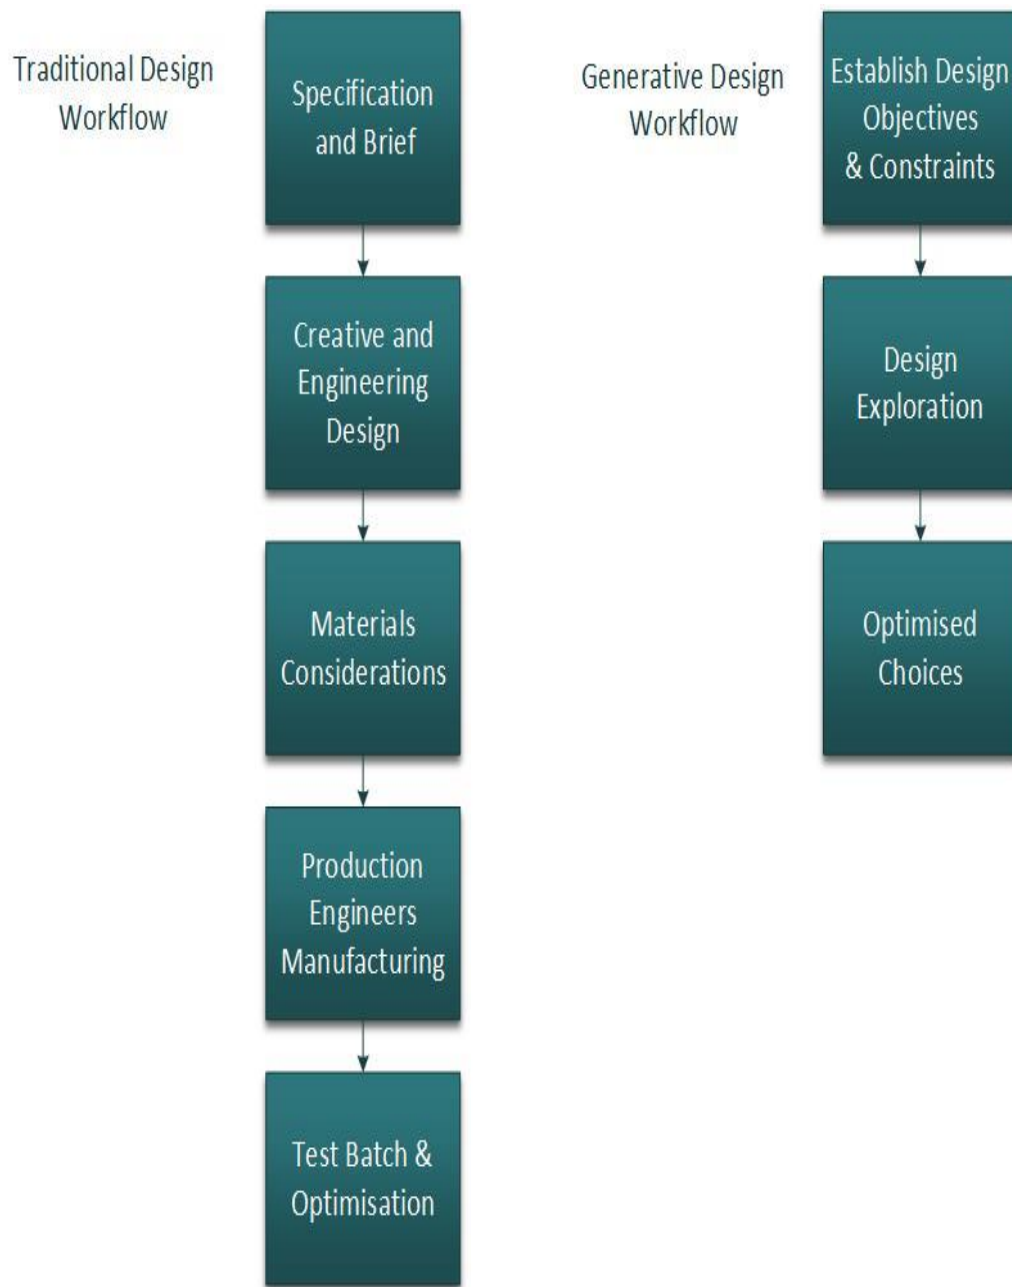 Traditional Design
Workflow
Specification
and Brief
Creative and
Engineering
Design
Materials
Considerations
Production
Engineers
Manufacturing
Test Batch &
Optimisation
Generative Design
Workflow
Establish Design
Objectives
& Constraints
Design
Exploration
Optimised
Choices